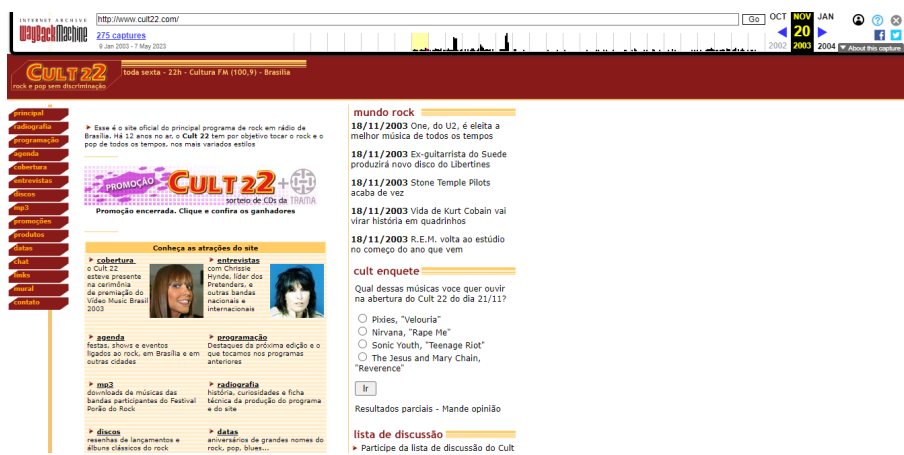 INTERNET ARCHIVE
WayBackMachine
http://www.cult22.com/
Go
OCT NOV JAN
275 captures
20
9 Jan 2003 - 7 May 2023
2002 2003 2004
About this capture
CULT 22
rock e pop sem discriminação
toda sexta - 22h - Cultura FM (100,9) - Brasília
principal
radiografia
programação
agenda
cobertura
entrevistas
discos
mp3
promoções
produtos
datas
chat
links
mural
contato
Esse é o site oficial do principal programa de rock em rádio de
Brasília. Há 12 anos no ar, o Cult 22 tem por objetivo tocar o rock e o
pop de todos os tempos, nos mais variados estilos
PROMOÇÃO CULT 22 +
sorteio de CDs da TRAMA
Promoção encerrada. Clique e confira os ganhadores
Conheça as atrações do site
cobertura
o Cult 22
esteve presente
na cerimônia
de premiação do
Vídeo Music Brasil
2003
entrevistas
com Chrissie
Hynde, líder dos
Pretenders, e
outras bandas
nacionais e
internacionais
agenda
festas, shows e eventos
ligados ao rock, em Brasília e em
outras cidades
programação
Destaques da próxima edição e o
que tocamos nos programas
anteriores
mp3
downloads de músicas das
bandas participantes do Festival
Porão do Rock
radiografia
história, curiosidades e ficha
técnica da produção do programa
e do site
discos
resenhas de lançamentos e
álbuns clássicos do rock
datas
aniversários de grandes nomes do
rock, pop, blues...
mundo rock
18/11/2003 One, do U2, é eleita a
melhor música de todos os tempos
18/11/2003 Ex-guitarrista do Suede
produzirá novo disco do Libertines
18/11/2003 Stone Temple Pilots
acaba de vez
18/11/2003 Vida de Kurt Cobain vai
virar história em quadrinhos
18/11/2003 R.E.M. volta ao estúdio
no começo do ano que vem
cult enquete
Qual dessas músicas voce quer ouvir
na abertura do Cult 22 do dia 21/11?
Pixies, "Velouria"
Nirvana, "Rape Me"
Sonic Youth, "Teenage Riot"
The Jesus and Mary Chain,
"Reverence"
Ir
Resultados parciais - Mande opinião
lista de discussão
Participe da lista de discussão do Cult